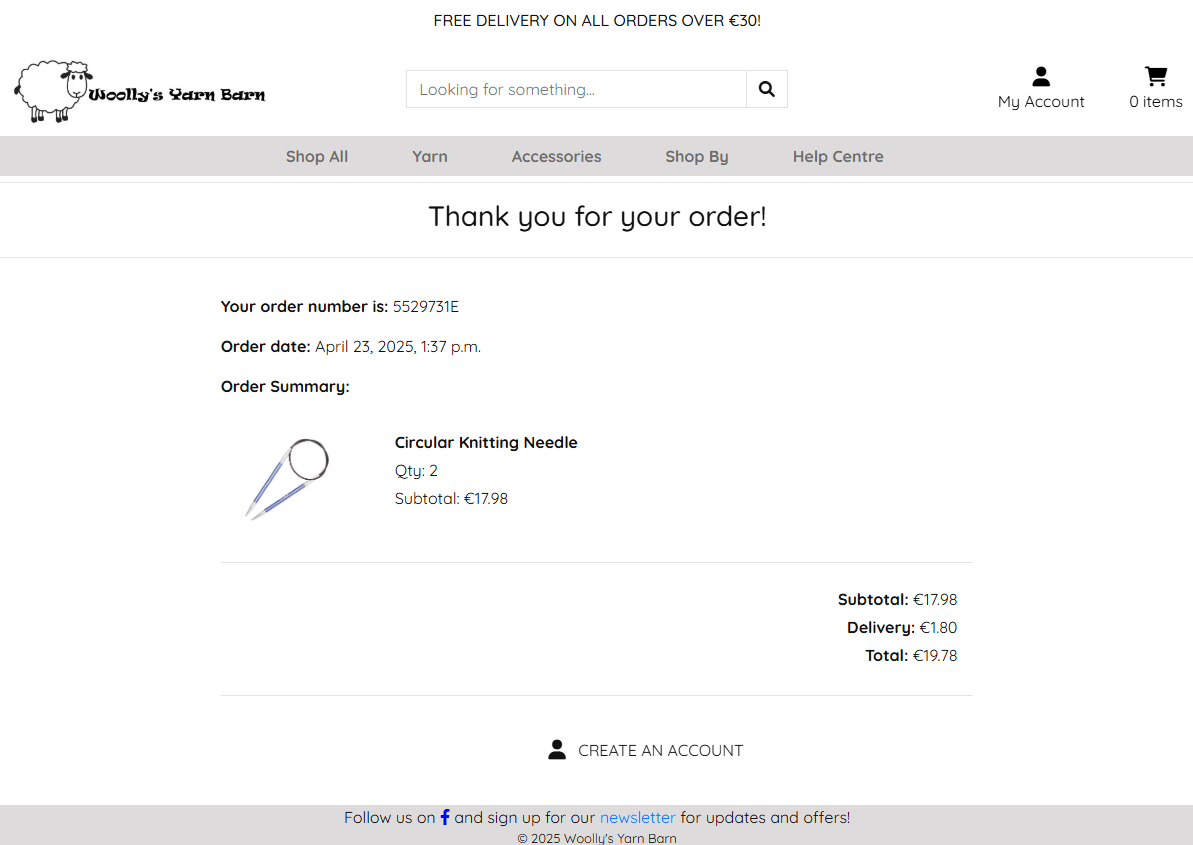 FREE DELIVERY ON ALL ORDERS OVER €30!
Woolly's Yarn Barn
Looking for something...
My Account
0 items
Shop All Yarn Accessories Shop By Help Centre
Thank you for your order!
Your order number is: 5529731E
Order date: April 23, 2025, 1:37 p.m.
Order Summary:
Circular Knitting Needle
Qty: 2
Subtotal: €17.98
Subtotal: €17.98
Delivery: €1.80
Total: €19.78
CREATE AN ACCOUNT
Follow us on f and sign up for our newsletter for updates and offers!
© 2025 Woolly's Yarn Barn